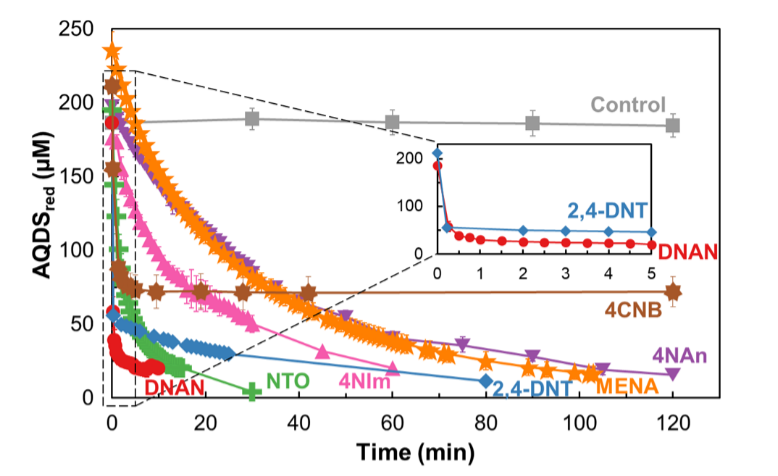 250
200
150
100
50
0
AQDSred (µM)
0 20 40 60 80 100 120
Time (min)
Control
200
100
0
0 1 2 3 4 5
2,4-DNT
DNAN
4CNB
4NAn
MENA
2,4-DNT
4NIm
NTO
DNAN